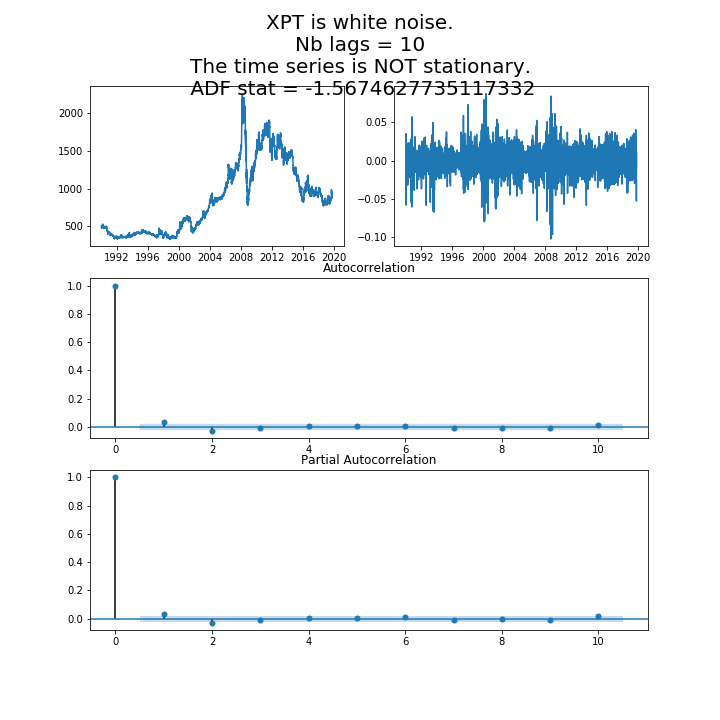 XPT is white noise.
Nb lags = 10
The time series is NOT stationary.
ADF stat = -1.5674627735117332
2000
1500
1000
500
1992 1996 2000 2004 2008 2012 2016 2020
0.05
0.00
−0.05
−0.10
1992 1996 2000 2004 2008 2012 2016 2020
Autocorrelation
1.0
0.8
0.6
0.4
0.2
0.0
0 2 4 6 8 10
Partial Autocorrelation
1.0
0.8
0.6
0.4
0.2
0.0
0 2 4 6 8 10